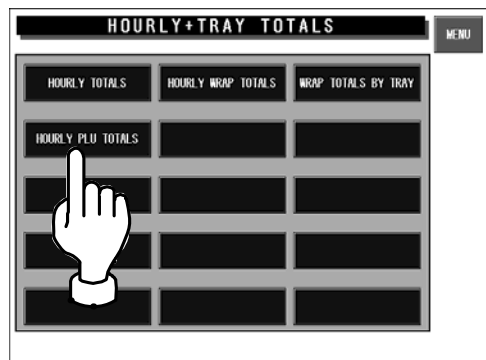 HOURLY+TRAY TOTALS
MENU
HOURLY TOTALS
HOURLY WRAP TOTALS
WRAP TOTALS BY TRAY
HOURLY PLU TOTALS